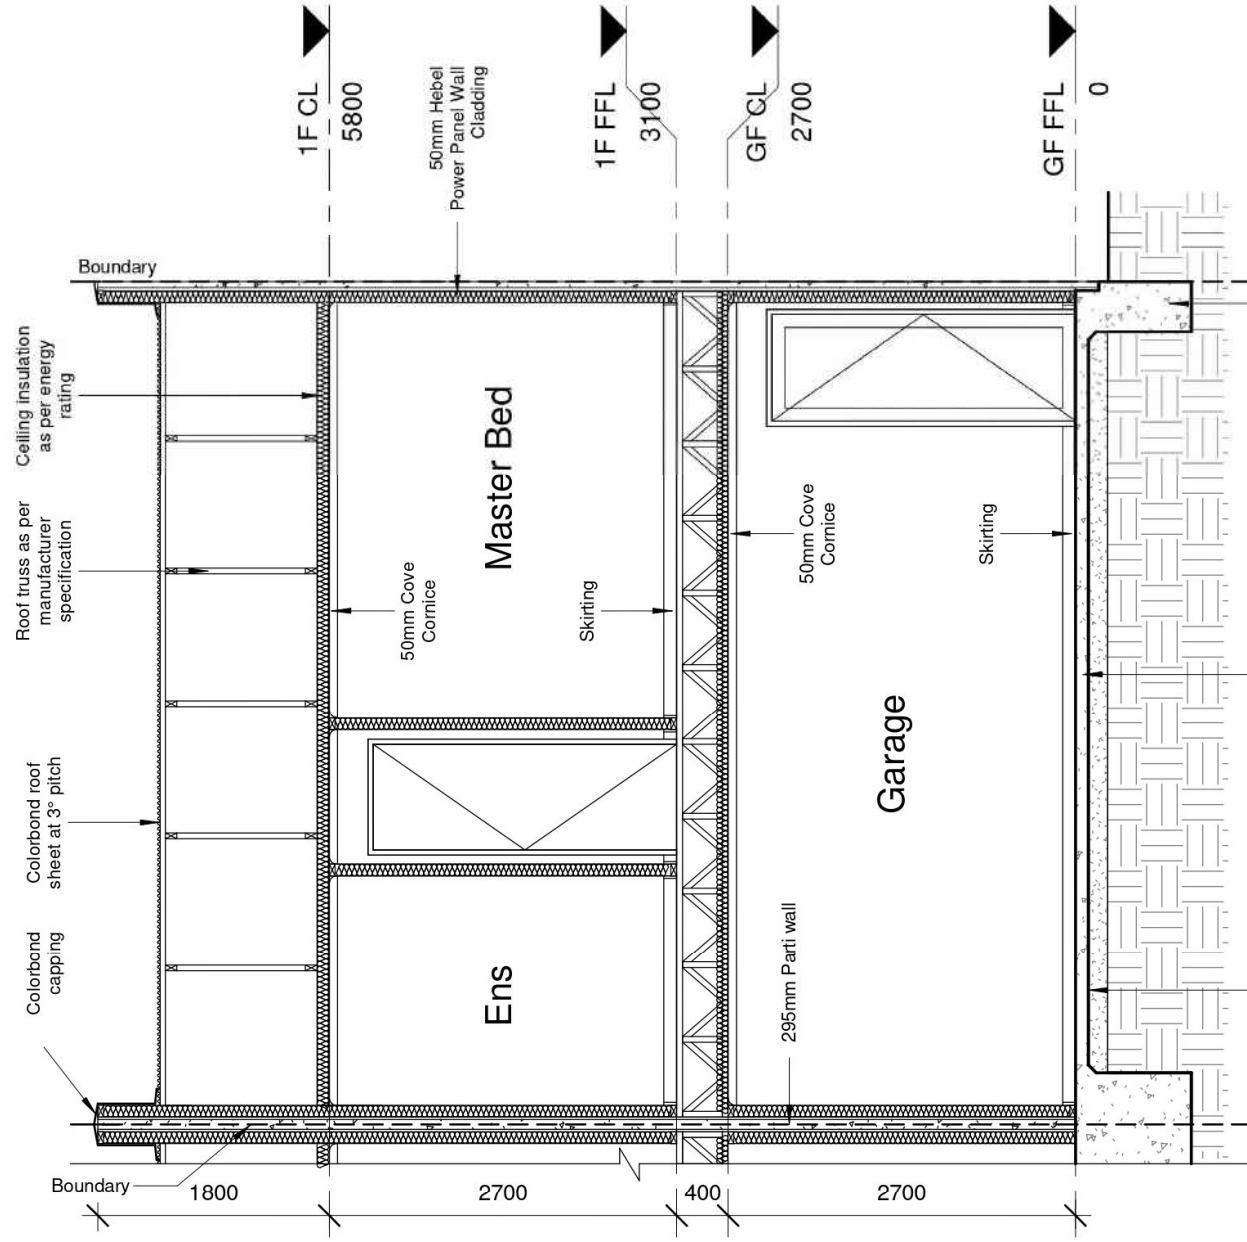 1F CL
5800
1F FFL
3100
GF CL
2700
GF FFL
0
50mm Hebel
Power Panel Wall
Cladding
Boundary
Ceiling insulation
as per energy
rating
Roof truss as per
manufacturer
specification
Colorbond roof
sheet at 3° pitch
Colorbond
capping
Master Bed
50mm Cove
Cornice
Skirting
50mm Cove
Cornice
Skirting
Garage
Ens
295mm Parti wall
Boundary
1800
2700
400
2700